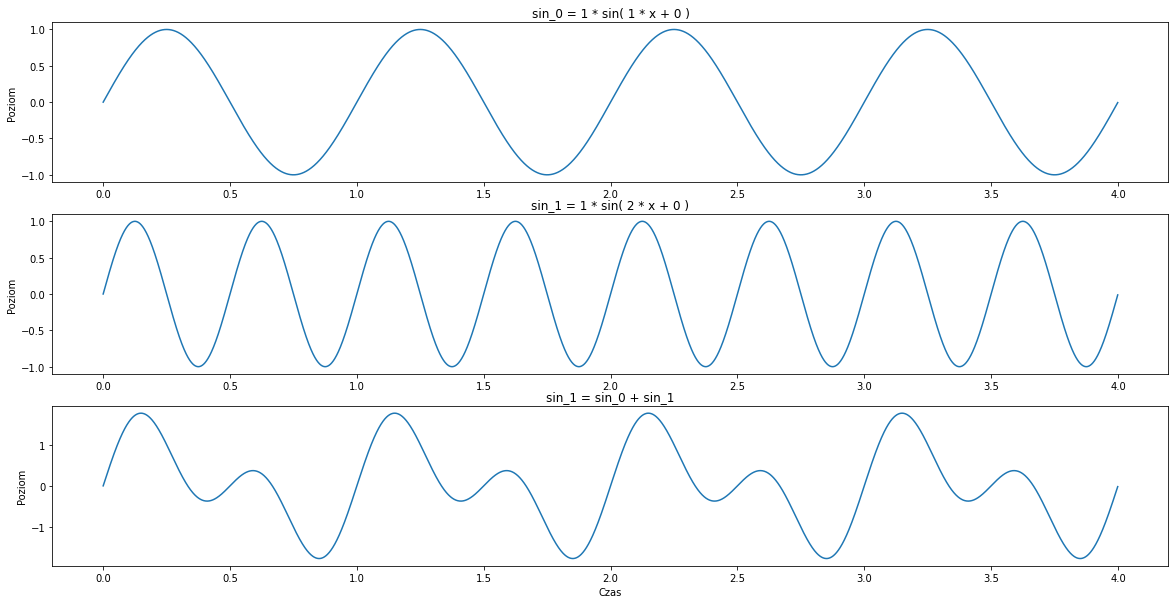 sin_0 = 1 * sin( 1 * x + 0 )
1.0
0.5
0.0
−0.5
−1.0
Poziom
0.0 0.5 1.0 1.5 2.0 2.5 3.0 3.5 4.0
sin_1 = 1 * sin( 2 * x + 0 )
1.0
0.5
0.0
−0.5
−1.0
Poziom
0.0 0.5 1.0 1.5 2.0 2.5 3.0 3.5 4.0
sin_1 = sin_0 + sin_1
1
0
−1
Poziom
0.0 0.5 1.0 1.5 2.0 2.5 3.0 3.5 4.0
Czas